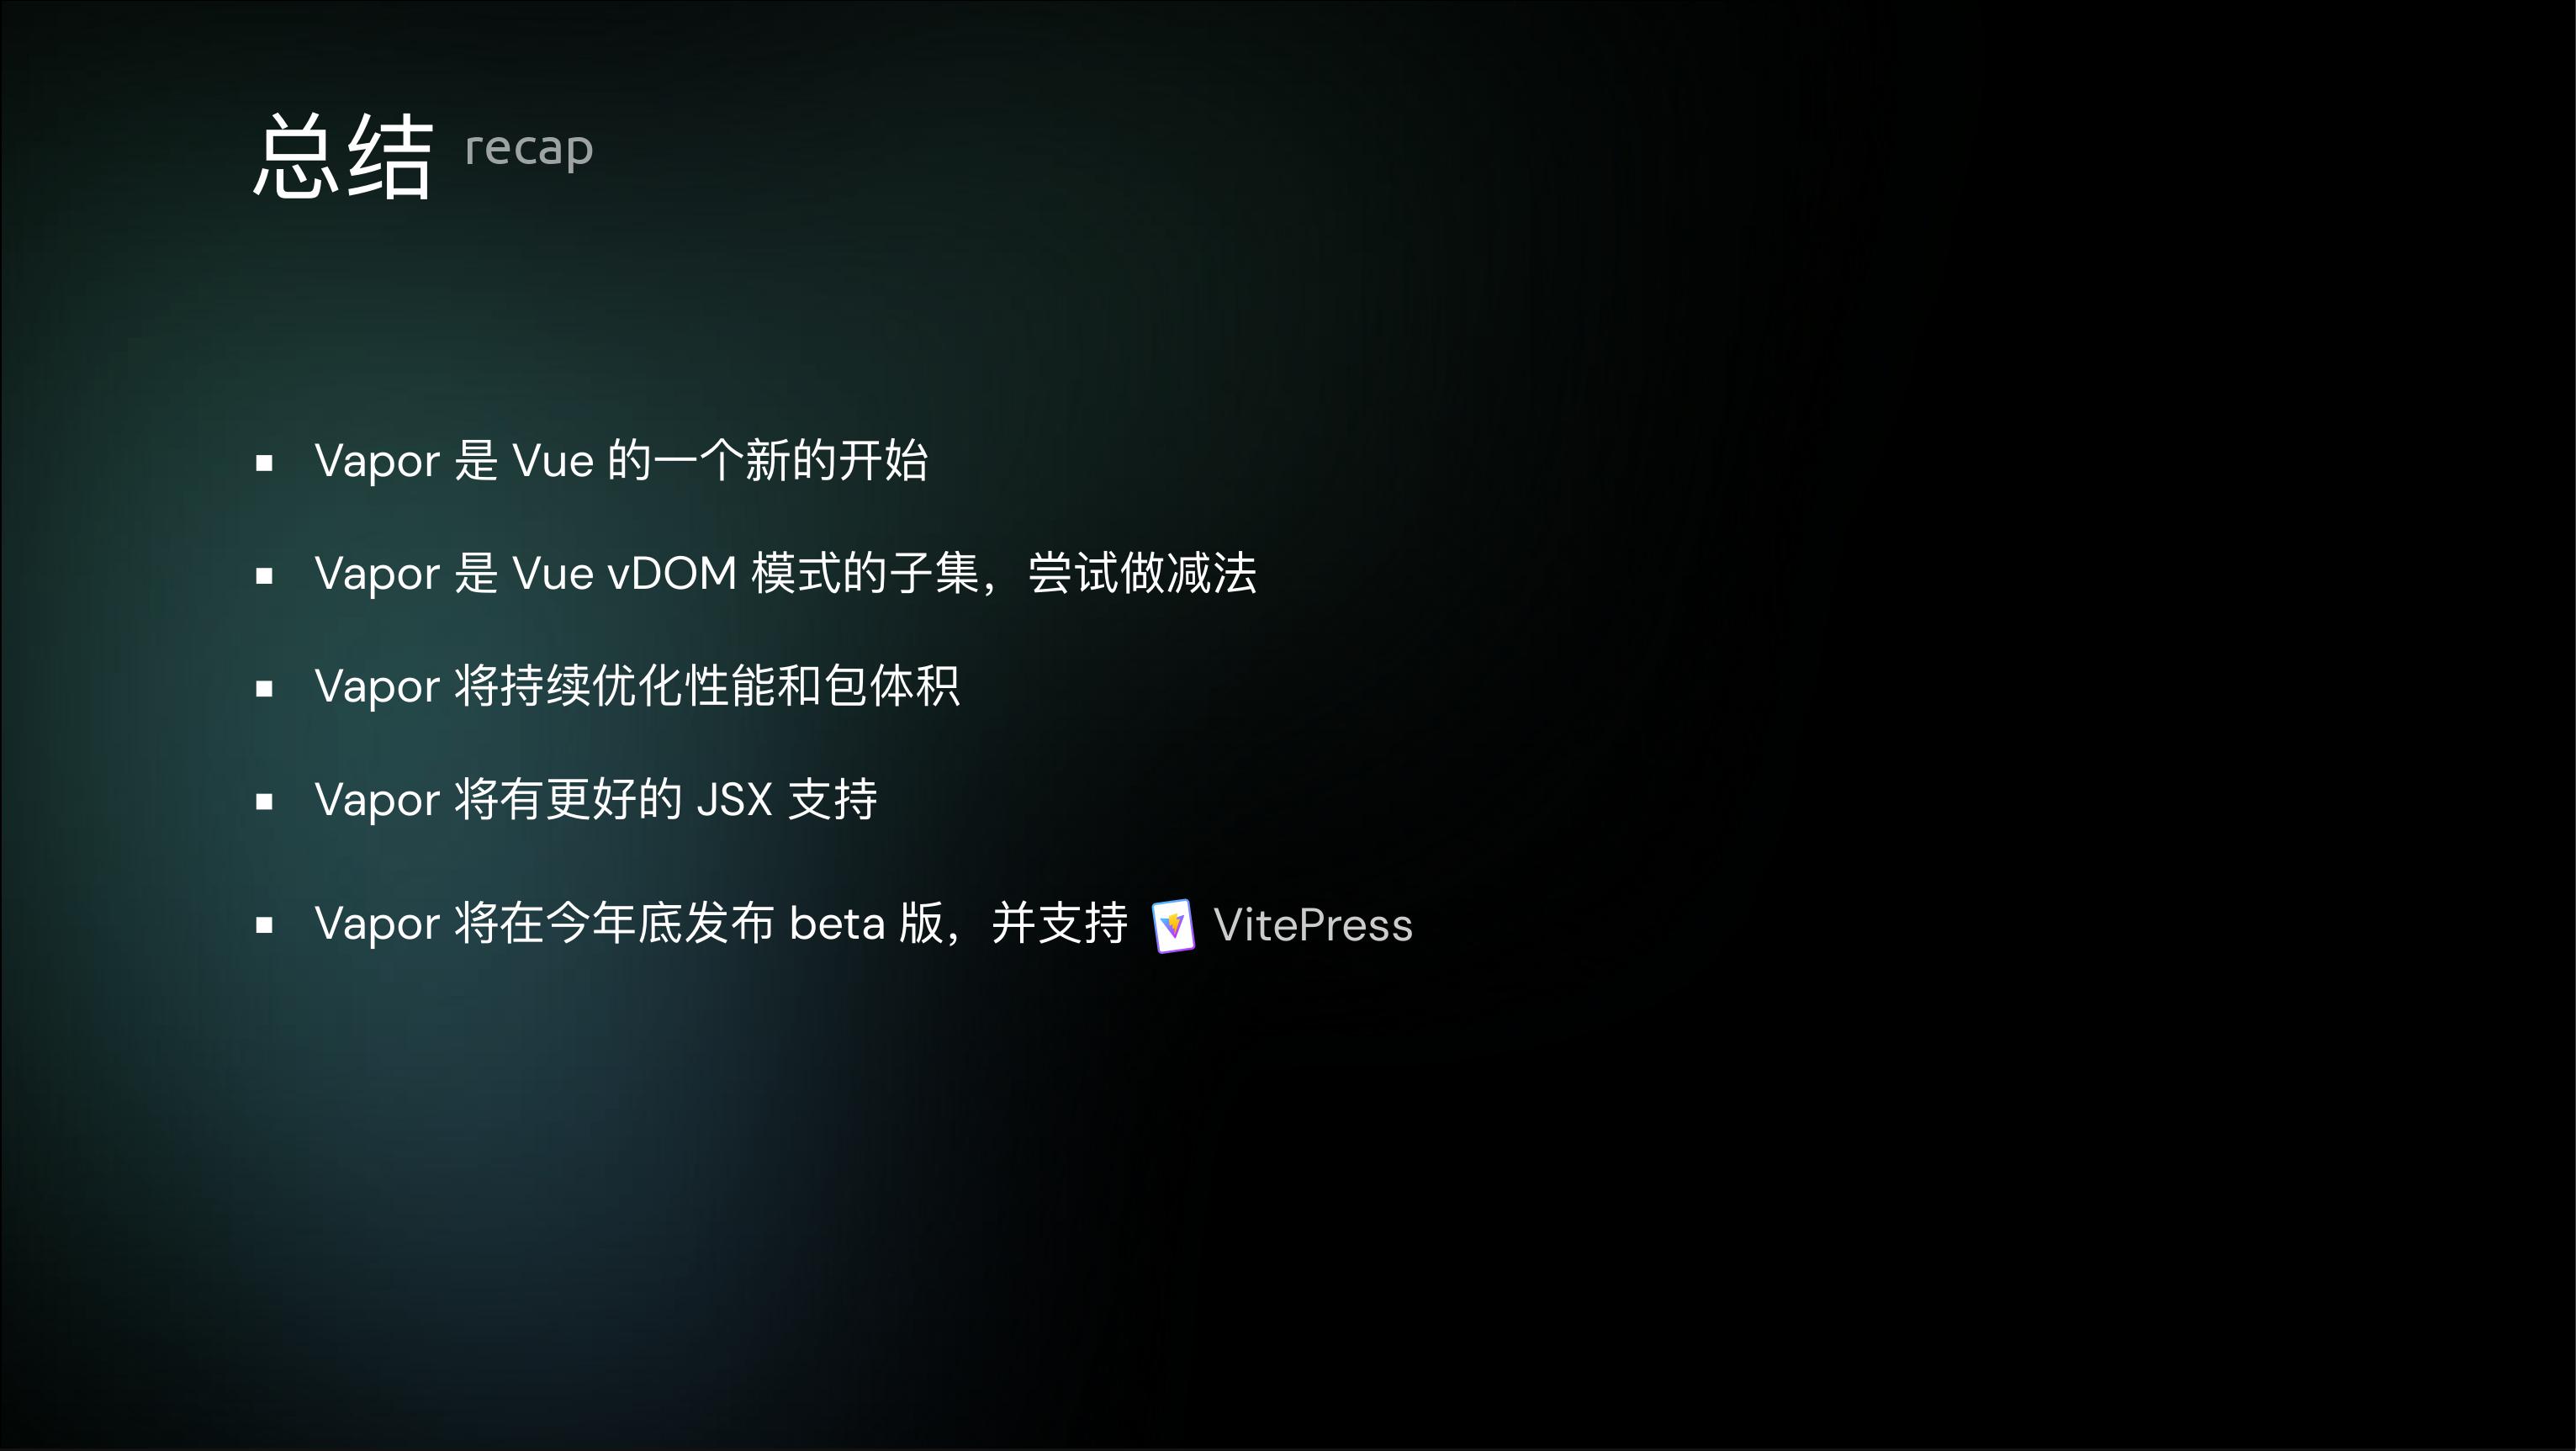 总结 recap
Vapor 是 Vue 的一个新的开始
Vapor 是 Vue vDOM 模式的子集，尝试做减法
Vapor 将持续优化性能和包体积
Vapor 将有更好的 JSX 支持
Vapor 将在今年底发布 beta 版，并支持 VitePress